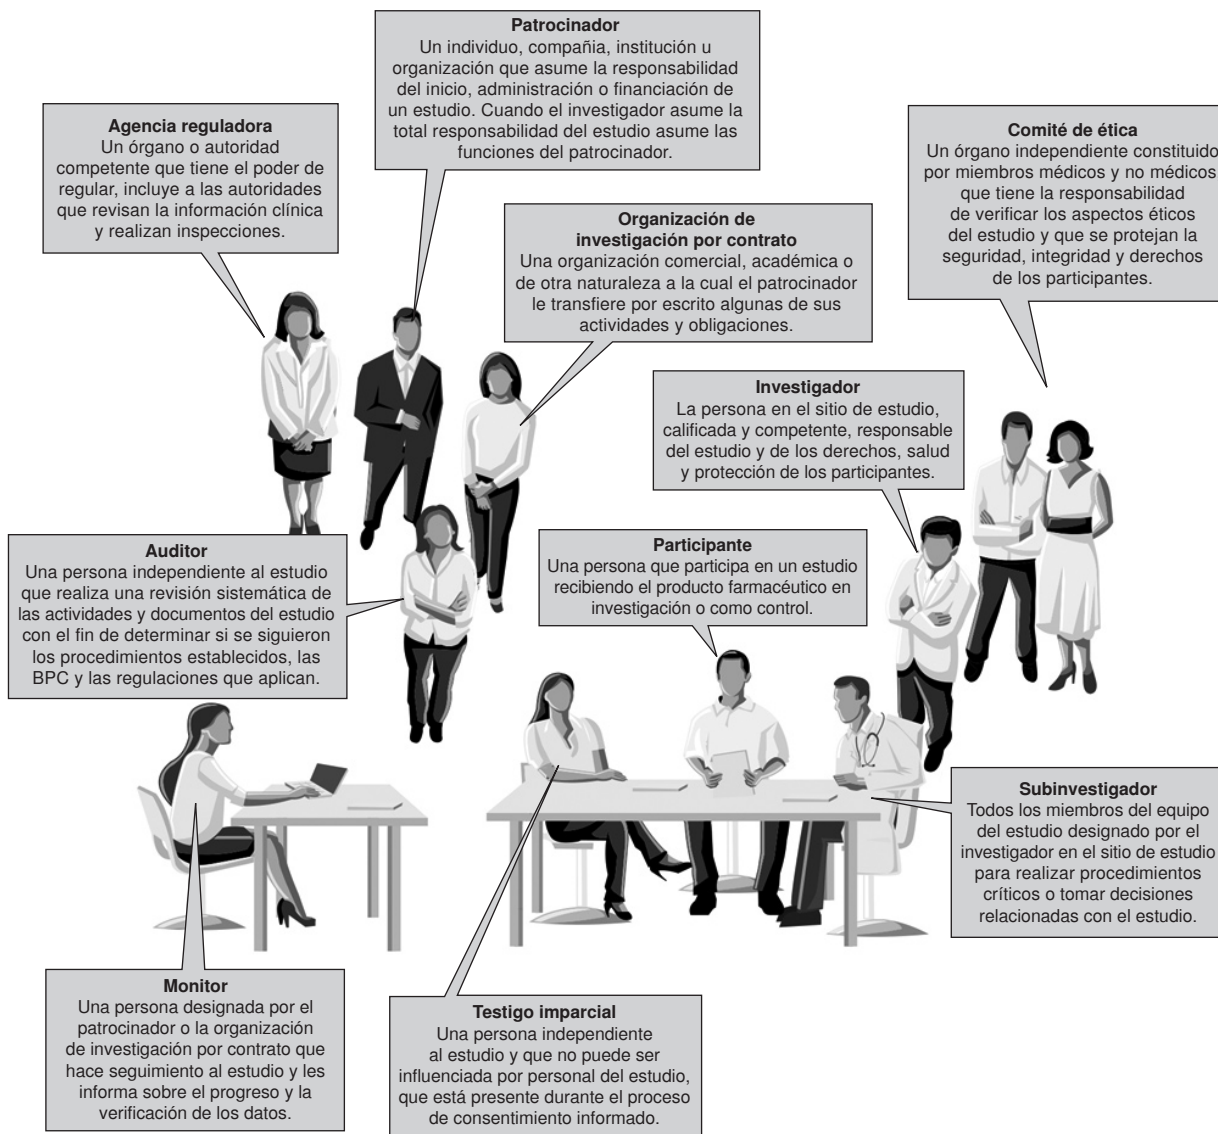 Patrocinador
Un individuo, compañia, institución u
organización que asume la responsabilidad
del inicio, administración o financiación de
un estudio. Cuando el investigador asume la
total responsabilidad del estudio asume las
funciones del patrocinador.
Agencia reguladora
Un órgano o autoridad
competente que tiene el poder de
regular, incluye a las autoridades
que revisan la información clínica
y realizan inspecciones.
Comité de ética
Un órgano independiente constituido
por miembros médicos y no médicos
que tiene la responsabilidad
de verificar los aspectos éticos
del estudio y que se protejan la
seguridad, integridad y derechos
de los participantes.
Organización de
investigación por contrato
Una organización comercial, académica o
de otra naturaleza a la cual el patrocinador
le transfiere por escrito algunas de sus
actividades y obligaciones.
Investigador
La persona en el sitio de estudio,
calificada y competente, responsable
del estudio y de los derechos, salud
y protección de los participantes.
Auditor
Una persona independiente al estudio
que realiza una revisión sistemática de
las actividades y documentos del estudio
con el fin de determinar si se siguieron
los procedimientos establecidos, las
BPC y las regulaciones que aplican.
Participante
Una persona que participa en un estudio
recibiendo el producto farmacéutico en
investigación o como control.
Subinvestigador
Todos los miembros del equipo
del estudio designado por el
investigador en el sitio de estudio
para realizar procedimientos
críticos o tomar decisiones
relacionadas con el estudio.
Monitor
Una persona designada por el
patrocinador o la organización
de investigación por contrato que
hace seguimiento al estudio y les
informa sobre el progreso y la
verificación de los datos.
Testigo imparcial
Una persona independiente
al estudio y que no puede ser
influenciada por personal del estudio,
que está presente durante el proceso
de consentimiento informado.